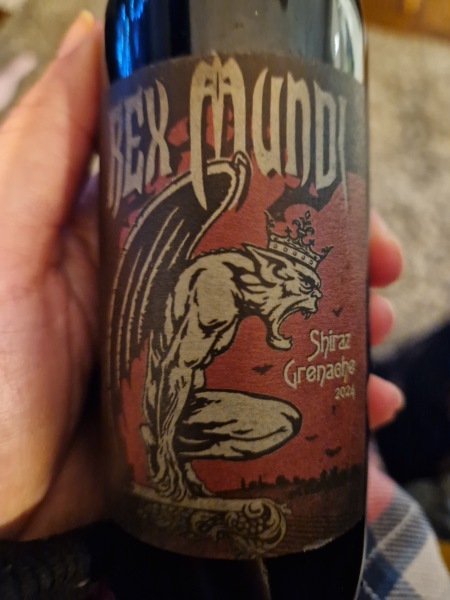 REX MUNDI
Shiraz
Grenache
2024